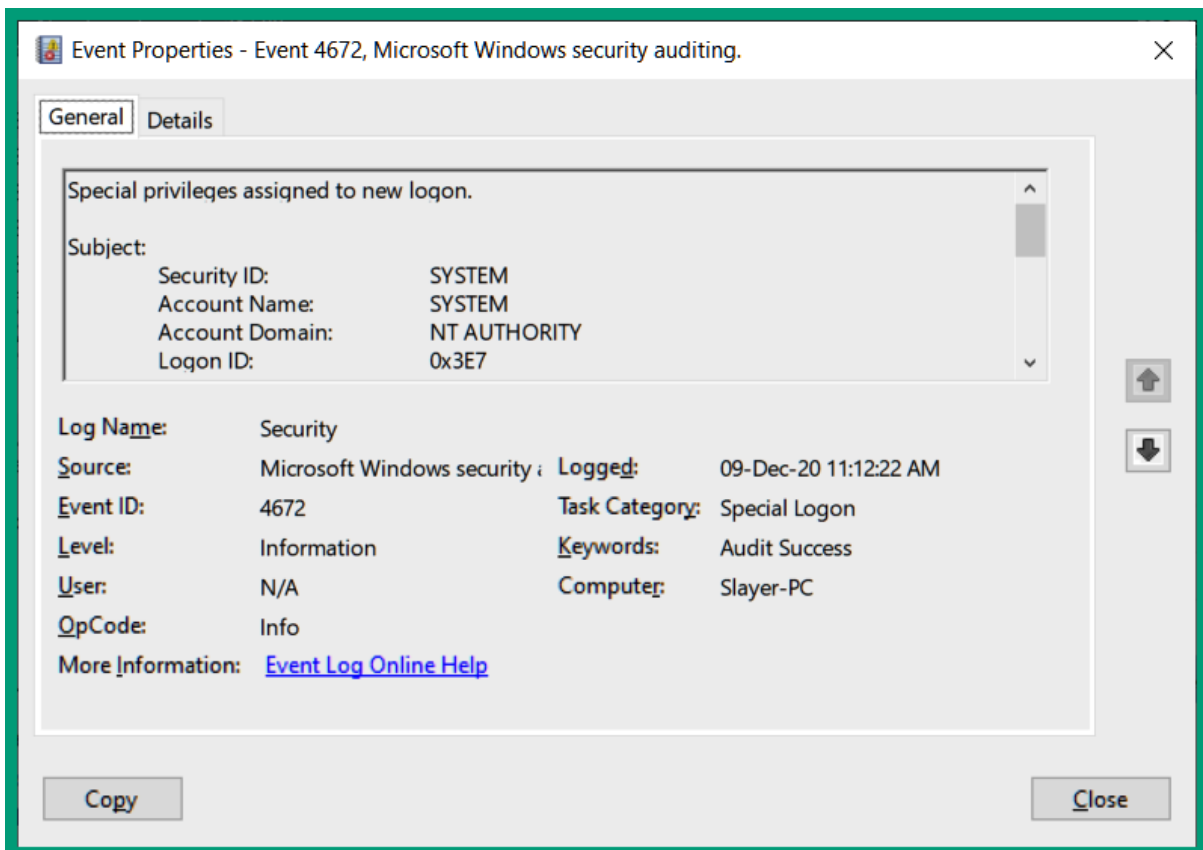 Event Properties - Event 4672, Microsoft Windows security auditing.
General Details
Special privileges assigned to new logon.
Subject:
Security ID: SYSTEM
Account Name: SYSTEM
Account Domain: NT AUTHORITY
Logon ID: 0x3E7
Log Name: Security
Source: Microsoft Windows security Logged: 09-Dec-20 11:12:22 AM
Event ID: 4672 Task Category: Special Logon
Level: Information Keywords: Audit Success
User: N/A Computer: Slayer-PC
OpCode: Info
More Information: Event Log Online Help
Copy Close